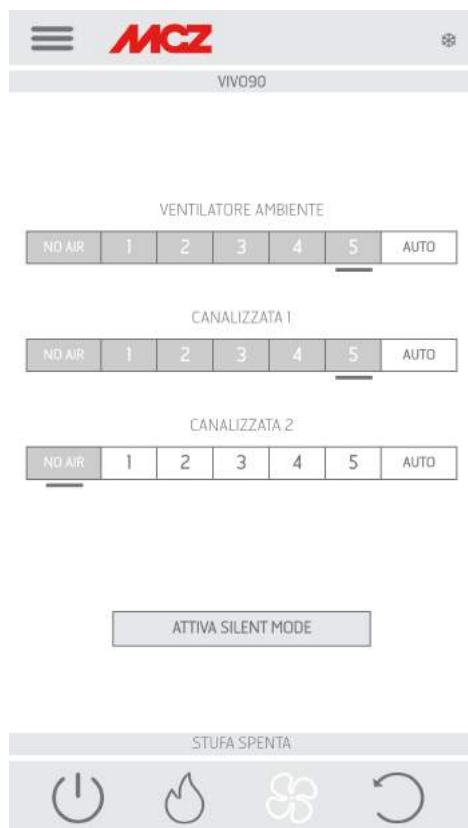 MCZ
VIVO90
VENTILATORE AMBIENTE
NO AIR 1 2 3 4 5 AUTO
CANALIZZATA 1
NO AIR 1 2 3 4 5 AUTO
CANALIZZATA 2
NO AIR 1 2 3 4 5 AUTO
ATTIVA SILENT MODE
STUFA SPENTA